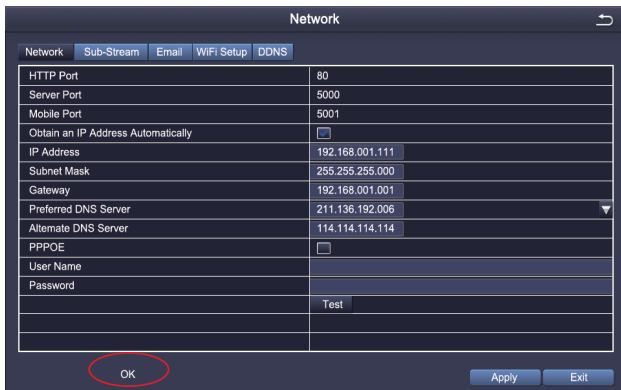 Network
Network Sub-Stream Email WiFi Setup DDNS
HTTP Port 80
Server Port 5000
Mobile Port 5001
Obtain an IP Address Automatically
IP Address 192.168.001.111
Subnet Mask 255.255.255.000
Gateway 192.168.001.001
Preferred DNS Server 211.136.192.006
Alternate DNS Server 114.114.114.114
PPPOE
User Name
Password
Test
OK Apply Exit